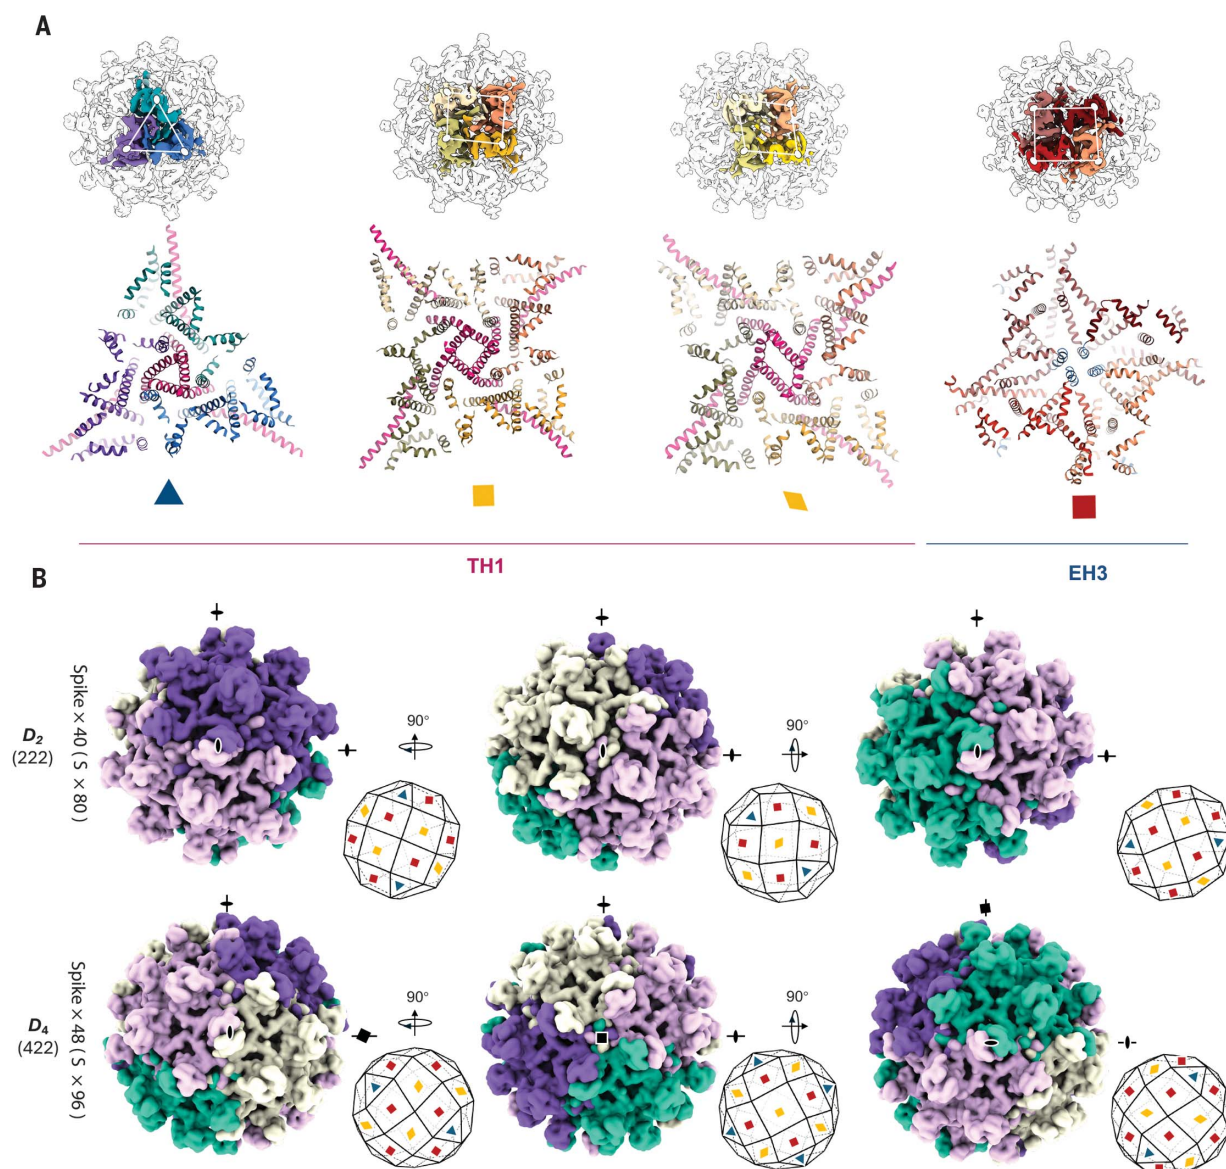 A
TH1
EH3
B
Spike × 40 ( S × 80 )
D2
(222)
90°
90°
Spike × 48 ( S × 96 )
D4
(422)
90°
90°